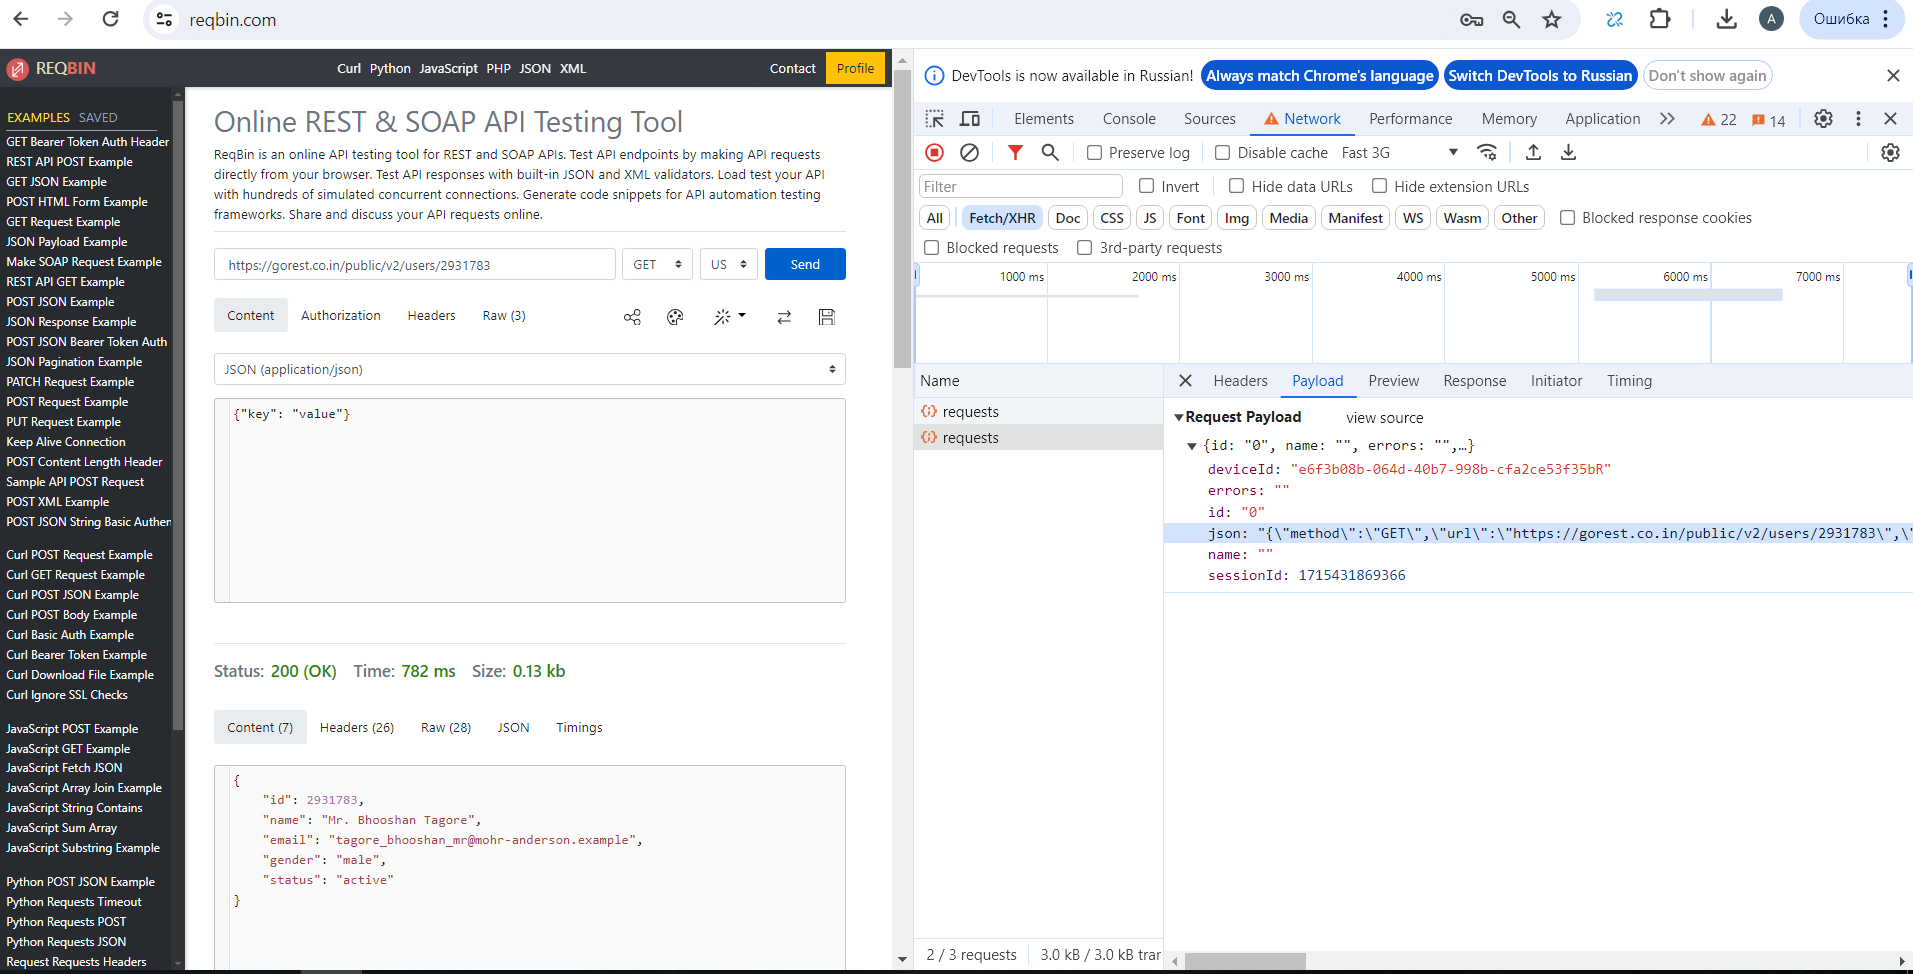 reqbin.com
A
Ошибка
REQBIN
Curl Python JavaScript PHP JSON XML
Contact Profile
EXAMPLES SAVED
GET Bearer Token Auth Header
REST API POST Example
GET JSON Example
POST HTML Form Example
GET Request Example
JSON Payload Example
Make SOAP Request Example
REST API GET Example
POST JSON Example
JSON Response Example
POST JSON Bearer Token Auth
JSON Pagination Example
PATCH Request Example
POST Request Example
PUT Request Example
Keep Alive Connection
POST Content Length Header
Sample API POST Request
POST XML Example
POST JSON String Basic Authen
Curl POST Request Example
Curl GET Request Example
Curl POST JSON Example
Curl POST Body Example
Curl Basic Auth Example
Curl Bearer Token Example
Curl Download File Example
Curl Ignore SSL Checks
JavaScript POST Example
JavaScript GET Example
JavaScript Fetch JSON
JavaScript Array Join Example
JavaScript String Contains
JavaScript Sum Array
JavaScript Substring Example
Python POST JSON Example
Python Requests Timeout
Python Requests POST
Python Requests JSON
Request Requests Headers
Online REST & SOAP API Testing Tool
ReqBin is an online API testing tool for REST and SOAP APIs. Test API endpoints by making API requests
directly from your browser. Test API responses with built-in JSON and XML validators. Load test your API
with hundreds of simulated concurrent connections. Generate code snippets for API automation testing
frameworks. Share and discuss your API requests online.
https://gorest.co.in/public/v2/users/2931783 GET US Send
Content Authorization Headers Raw (3)
JSON (application/json)
{"key": "value"}
Status: 200 (OK) Time: 782 ms Size: 0.13 kb
Content (7) Headers (26) Raw (28) JSON Timings
{
"id": 2931783,
"name": "Mr. Bhooshan Tagore",
"email": "tagore_bhooshan_mr@mohr-anderson.example",
"gender": "male",
"status": "active"
}
DevTools is now available in Russian! Always match Chrome's language Switch DevTools to Russian Don't show again
Elements Console Sources Network Performance Memory Application 22 14
Preserve log Disable cache Fast 3G
Filter Invert Hide data URLs Hide extension URLs
All Fetch/XHR Doc CSS JS Font Img Media Manifest WS Wasm Other Blocked response cookies
Blocked requests 3rd-party requests
1000 ms 2000 ms 3000 ms 4000 ms 5000 ms 6000 ms 7000 ms
Name
requests
requests
Headers Payload Preview Response Initiator Timing
Request Payload view source
{id: "0", name: "", errors: "",…}
deviceId: "e6f3b08b-064d-40b7-998b-cfa2ce53f35bR"
errors: ""
id: "0"
json: "{\"method\":\"GET\",\"url\":\"https://gorest.co.in/public/v2/users/2931783\",\"
name: ""
sessionId: 1715431869366
2 / 3 requests 3.0 kB / 3.0 kB trar